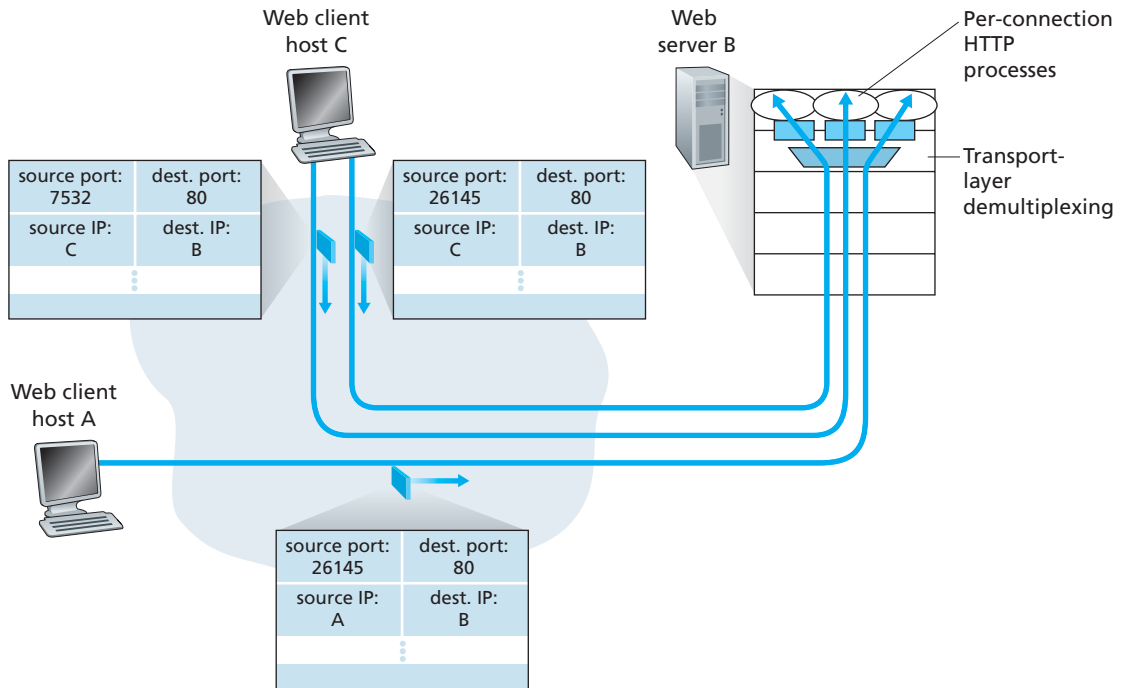 Web client
host C
Web
server B
Per-connection
HTTP
processes
Transport-
layer
demultiplexing
source port:
7532
dest. port:
80
source IP:
C
dest. IP:
B
source port:
26145
dest. port:
80
source IP:
C
dest. IP:
B
Web client
host A
source port:
26145
dest. port:
80
source IP:
A
dest. IP:
B